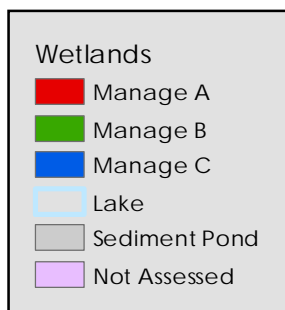 Wetlands
Manage A
Manage B
Manage C
Lake
Sediment Pond
Not Assessed